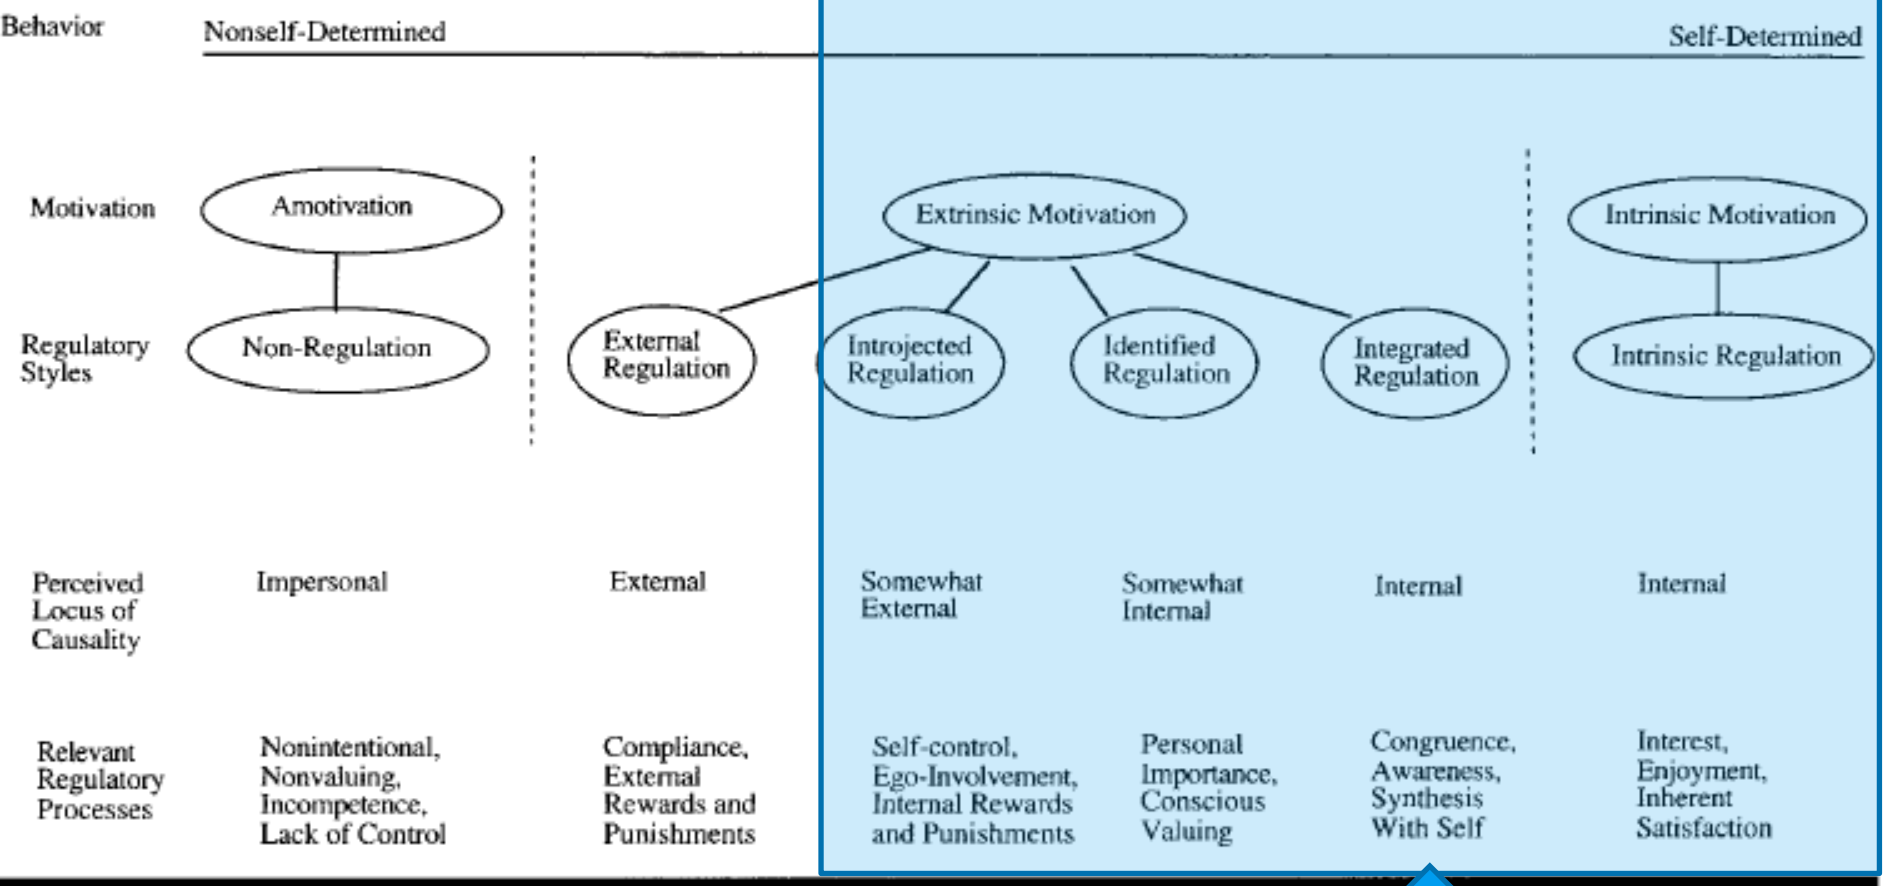 Behavior
Nonself-Determined
Self-Determined
Motivation
Amotivation
Extrinsic Motivation
Intrinsic Motivation
Regulatory
Styles
Non-Regulation
External
Regulation
Introjected
Regulation
Identified
Regulation
Integrated
Regulation
Intrinsic Regulation
Perceived
Locus of
Causality
Impersonal
External
Somewhat
External
Somewhat
Internal
Internal
Internal
Relevant
Regulatory
Processes
Nonintentional,
Nonvaluing,
Incompetence,
Lack of Control
Compliance,
External
Rewards and
Punishments
Self-control,
Ego-Involvement,
Internal Rewards
and Punishments
Personal
Importance,
Conscious
Valuing
Congruence,
Awareness,
Synthesis
With Self
Interest,
Enjoyment,
Inherent
Satisfaction